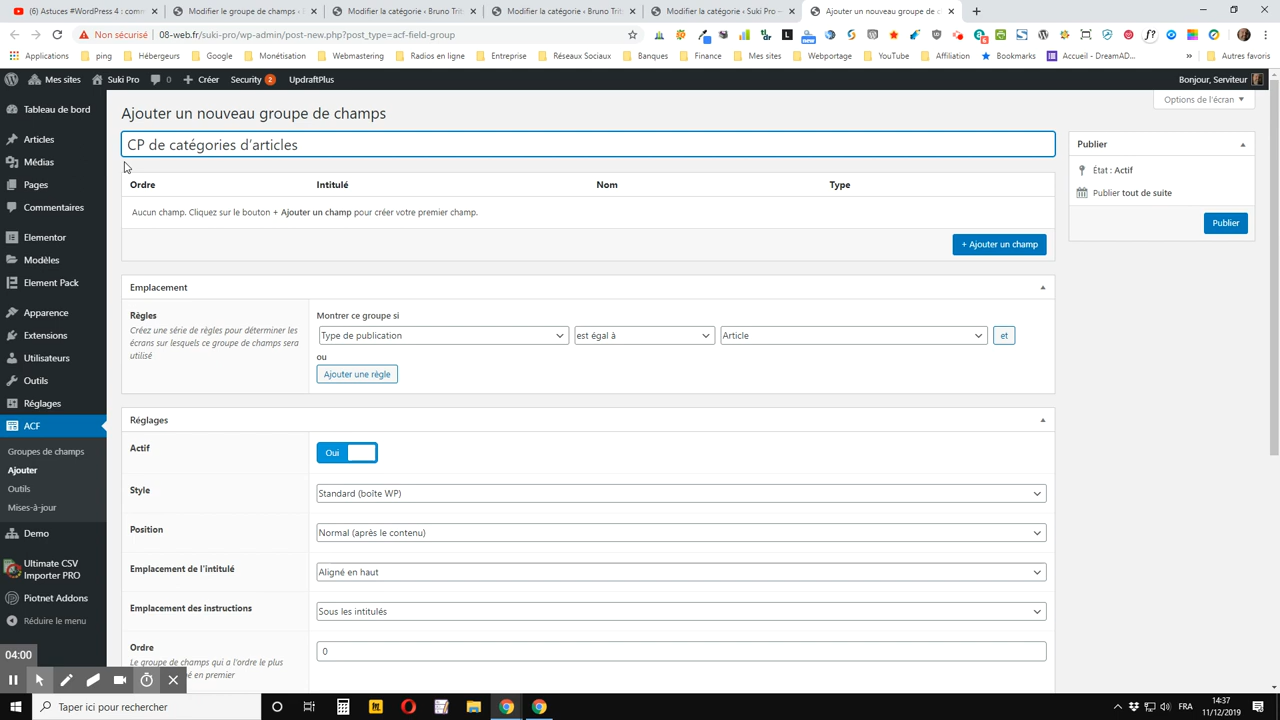 (6) Astuces #WordPress 4 : comm
Modifier le groupe de champs ‹ B
Modifier la catégorie ‹ Bruno Trit
Modifier la catégorie ‹ Bruno Trit
Modifier la catégorie ‹ Suki Pro —
Ajouter un nouveau groupe de c
Non sécurisé 08-web.fr/suki-pro/wp-admin/post-new.php?post_type=acf-field-group
Applications ping Hébergeurs Google Monétisation Webmastering Radios en ligne Entreprise Réseaux Sociaux Banques Finance Mes sites Webportage YouTube Affiliation Bookmarks Accueil - DreamAD... » Autres favoris
Mes sites Suki Pro 0 Créer Security 2 UpdraftPlus Bonjour, Serviteur
Options de l'écran
Tableau de bord
Articles
Médias
Pages
Commentaires
Elementor
Modèles
Element Pack
Apparence
Extensions
Utilisateurs
Outils
Réglages
ACF
Groupes de champs
Ajouter
Outils
Mises-à-jour
Demo
Ultimate CSV
Importer PRO
Piotnet Addons
Réduire le menu
Ajouter un nouveau groupe de champs
CP de catégories d'articles
Ordre Intitulé Nom Type
Aucun champ. Cliquez sur le bouton + Ajouter un champ pour créer votre premier champ.
+ Ajouter un champ
Emplacement
Règles
Créez une série de règles pour déterminer les
écrans sur lesquels ce groupe de champs sera
utilisé
Montrer ce groupe si
Type de publication est égal à Article et
ou
Ajouter une règle
Réglages
Actif Oui
Style Standard (boîte WP)
Position Normal (après le contenu)
Emplacement de l'intitulé Aligné en haut
Emplacement des instructions Sous les intitulés
Ordre 0
Le groupe de champs qui a l'ordre le plus
en premier
Publier
État : Actif
Publier tout de suite
Publier
04:00
Taper ici pour rechercher
FRA
14:37
11/12/2019